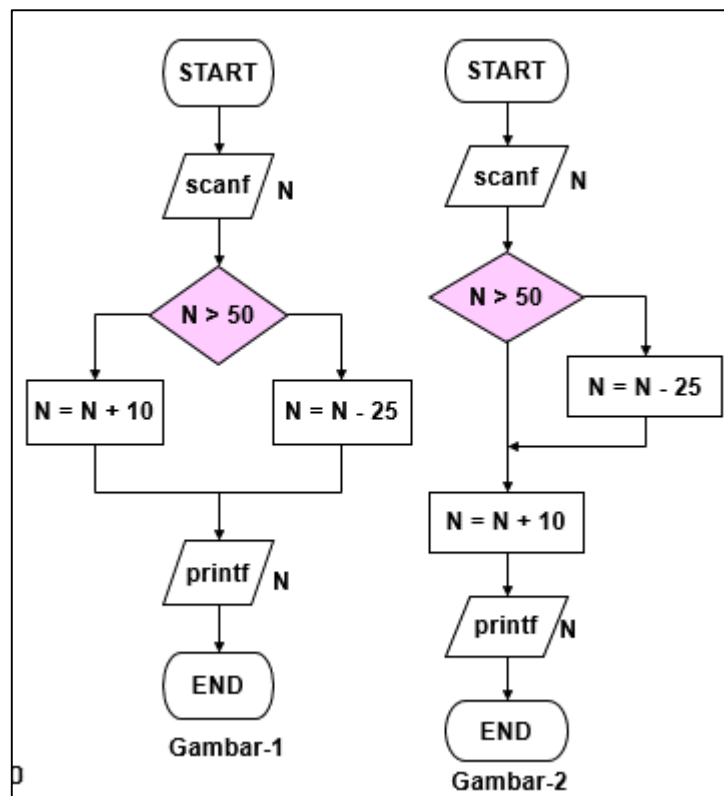 START
scanf
N
N > 50
N = N + 10
N = N - 25
printf
N
END
Gambar-1
START
scanf
N
N > 50
N = N - 25
N = N + 10
printf
N
END
Gambar-2